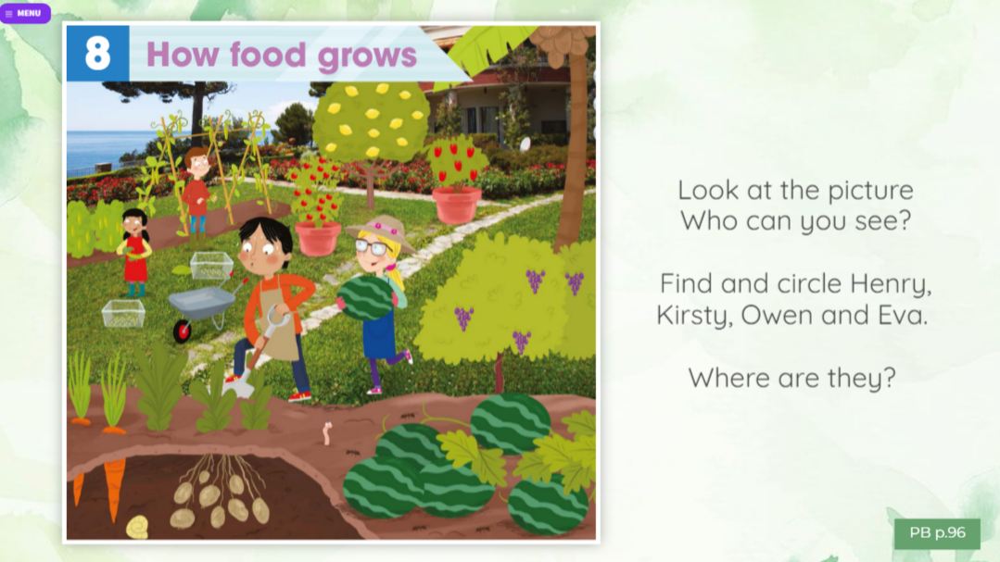 MENU
8 How food grows
Look at the picture
Who can you see?
Find and circle Henry,
Kirsty, Owen and Eva.
Where are they?
PB p.96